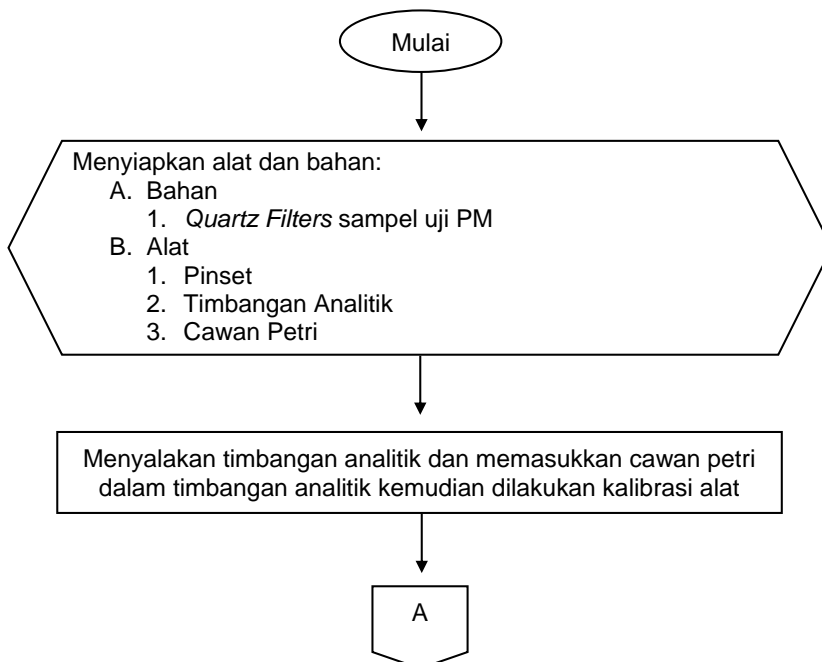 Mulai
Menyiapkan alat dan bahan:
A. Bahan
1. Quartz Filters sampel uji PM
B. Alat
1. Pinset
2. Timbangan Analitik
3. Cawan Petri
Menyalakan timbangan analitik dan memasukkan cawan petri
dalam timbangan analitik kemudian dilakukan kalibrasi alat
A